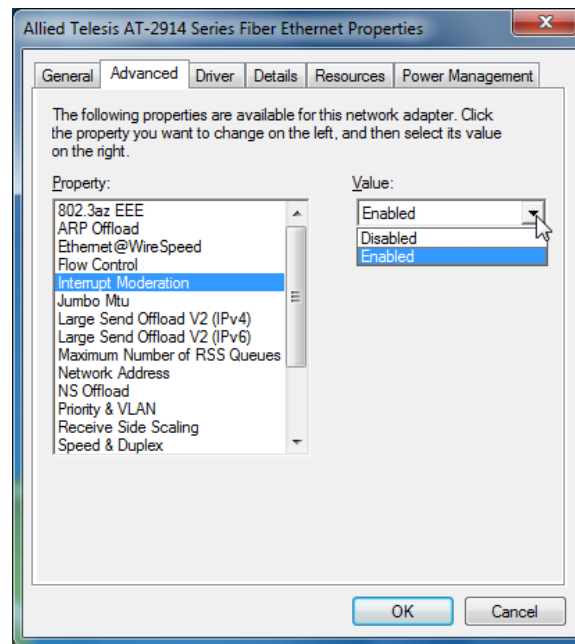 Allied Telesis AT-2914 Series Fiber Ethernet Properties
General Advanced Driver Details Resources Power Management
The following properties are available for this network adapter. Click
the property you want to change on the left, and then select its value
on the right.
Property:
Value:
802.3az EEE
ARP Offload
Ethernet@WireSpeed
Flow Control
Interrupt Moderation
Jumbo Mtu
Large Send Offload V2 (IPv4)
Large Send Offload V2 (IPv6)
Maximum Number of RSS Queues
Network Address
NS Offload
Priority & VLAN
Receive Side Scaling
Speed & Duplex
Enabled
Disabled
Enabled
OK Cancel